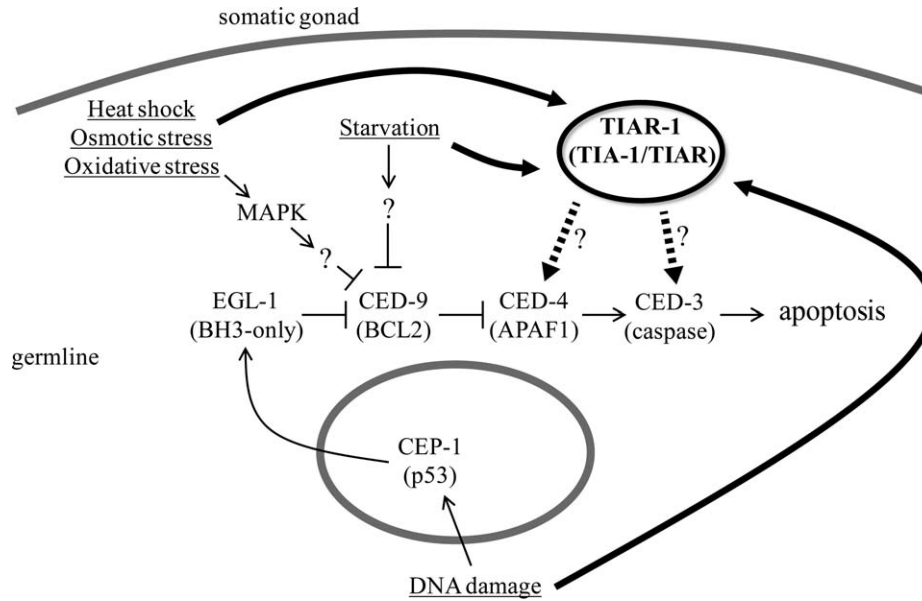 somatic gonad
Heat shock
Osmotic stress
Oxidative stress
Starvation
TIAR-1
(TIA-1/TIAR)
MAPK
?
?
?
?
EGL-1
(BH3-only)
CED-9
(BCL2)
CED-4
(APAF1)
CED-3
(caspase)
apoptosis
germline
CEP-1
(p53)
DNA damage